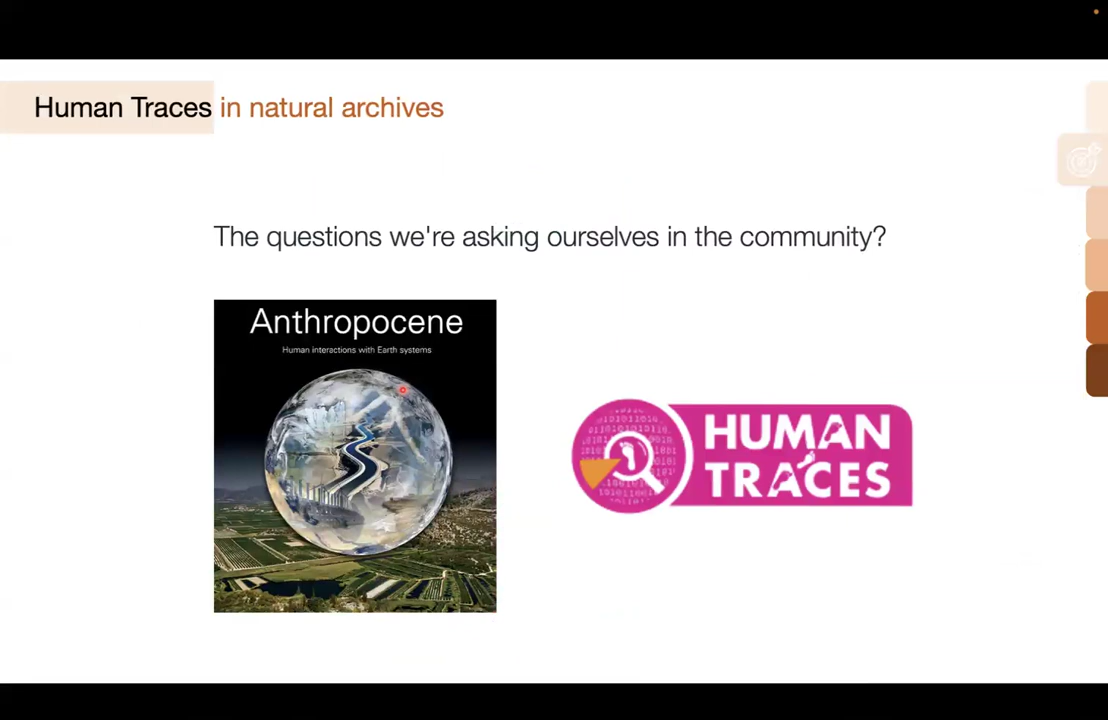 Human Traces in natural archives
The questions we're asking ourselves in the community?
Anthropocene
Human interactions with Earth systems
HUMAN
TRACES